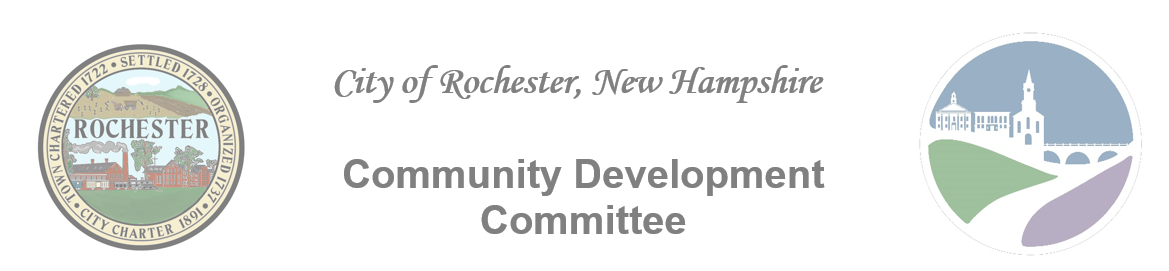 TOWN CHARTERED 1722 • SETTLED 1728 • ORGANIZED 1737 •
ROCHESTER
CITY CHARTER 1891
City of Rochester, New Hampshire
Community Development
Committee